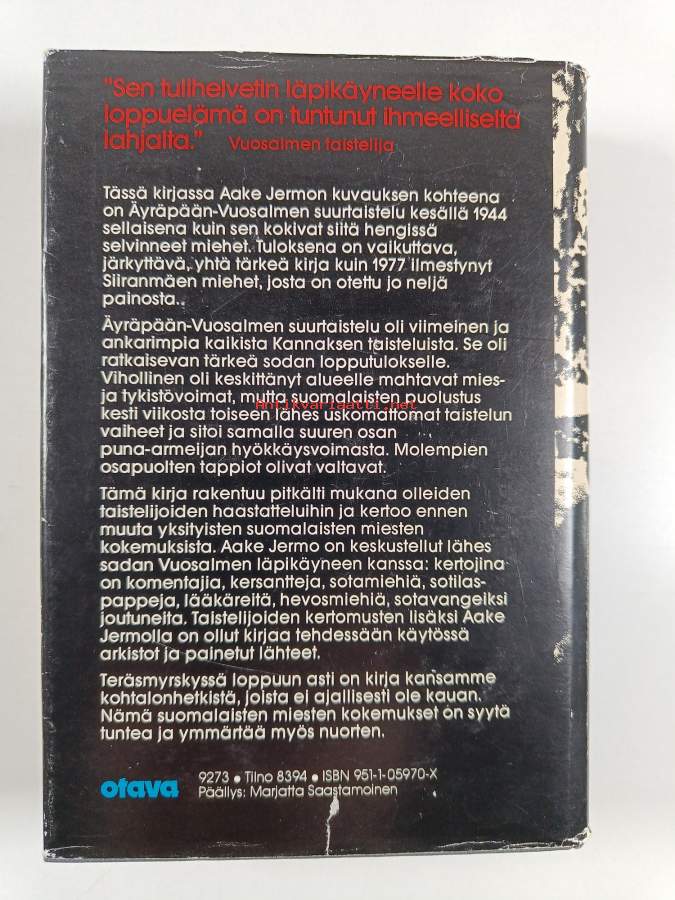 "Sen tulihelvetin läpikäyneelle koko
loppuelämä on tuntunut ihmeelliseltä
lahjalta." Vuosalmen taistelija
Tässä kirjassa Aake Jermon kuvauksen kohteena
on Äyräpään-Vuosalmen suurtaistelu kesällä 1944
sellaisena kuin sen kokivat siitä hengissä
selvinneet miehet. Tuloksena on vaikuttava,
järkyttävä, yhtä tärkeä kirja kuin 1977 ilmestynyt
Siiranmäen miehet, josta on otettu jo neljä
painosta..
Äyräpään-Vuosalmen suurtaistelu oli viimeinen ja
ankarimpia kaikista Kannaksen taisteluista. Se oli
ratkaisevan tärkeä sodan lopputulokselle.
Vihollinen oli keskittänyt alueelle mahtavat mies-
ja tykistövoimat, mutta suomalaisten puolustus
Antikvariaatti.net
kesti viikosta toiseen lähes uskomattomat taistelun
vaiheet ja sitoi samalla suuren osan
puna-armeijan hyökkäysvoimasta. Molempien
osapuolten tappiot olivat valtavat.
Tämä kirja rakentuu pitkälti mukana olleiden
taistelijoiden haastatteluihin ja kertoo ennen
muuta yksityisten suomalaisten miesten
kokemuksista. Aake Jermo on keskustellut lähes
sadan Vuosalmen läpikäyneen kanssa: kertojina
on komentajia, kersantteja, sotamiehiä, sotilas-
pappeja, lääkäreitä, hevosmiehiä, sotavangeiksi
joutuneita. Taistelijoiden kertomusten lisäksi Aake
Jermolla on ollut kirjaa tehdessään käytössä
arkistot ja painetut lähteet.
Teräsmyrskyssä loppuun asti on kirja kansamme
kohtalonhetkistä, joista ei ajallisesti ole kauan.
Nämä suomalaisten miesten kokemukset on syytä
tuntea ja ymmärtää myös nuorten.
otava 9273 • Tilno 8394 • ISBN 951-1-05970-X
Päällys: Marjatta Saastamoinen